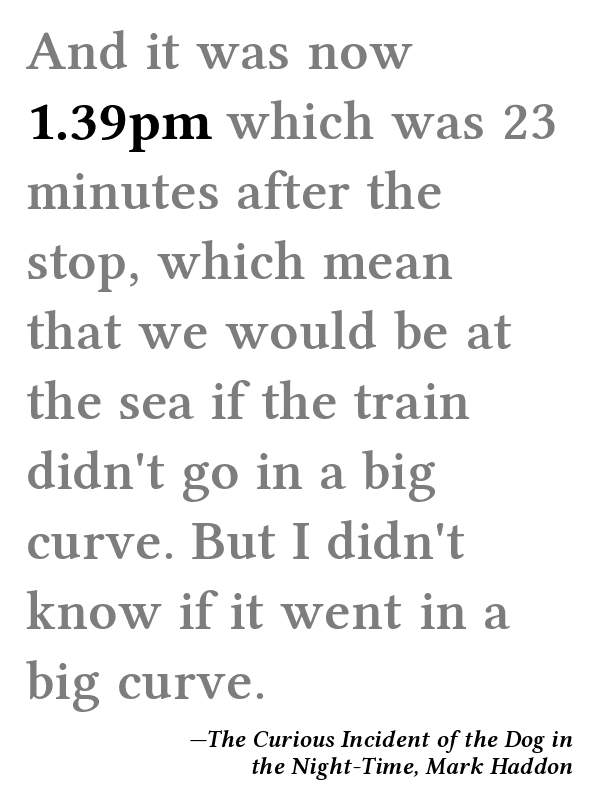 And it was now
1.39pm which was 23
minutes after the
stop, which mean
that we would be at
the sea if the train
didn't go in a big
curve. But I didn't
know if it went in a
big curve.
—The Curious Incident of the Dog in
the Night-Time, Mark Haddon